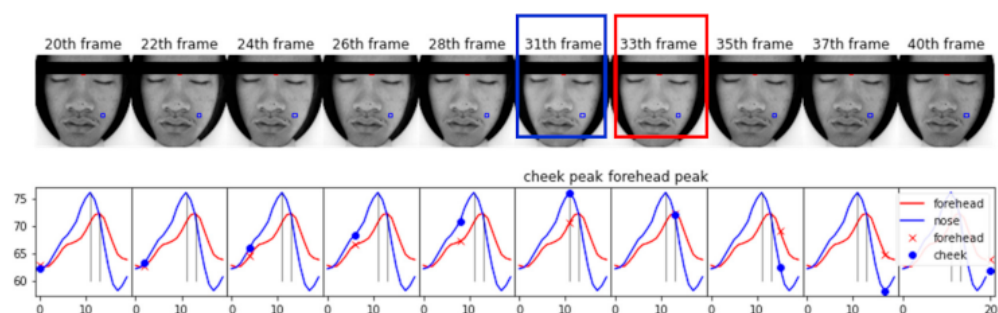 20th frame 22th frame 24th frame 26th frame 28th frame 31th frame 33th frame 35th frame 37th frame 40th frame
cheek peak forehead peak
75
70
65
60
forehead
nose
forehead
cheek
0 10 0 10 0 10 0 10 0 10 0 10 0 10 0 10 0 10 0 20